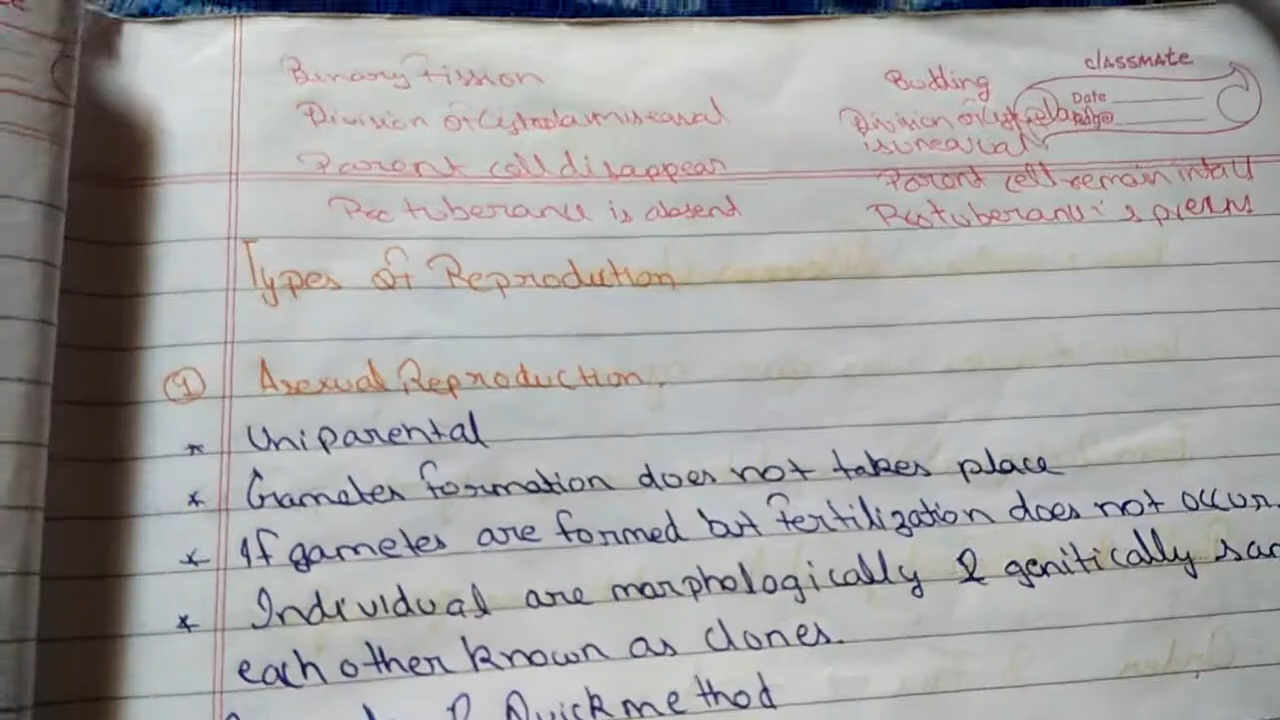 CLASSMATE
Date
Page
Binary Fission Budding
Division of Cytoplasm is equal Division of Cytoplasm
is unequal
Parent cell disappear Parent cell remain intact
Protuberance is absend Protuberance is presns
Types of Reproduction
① Asexual Reproduction.
* Uniparental
* Gametes formation does not takes place
* If gametes are formed but fertilization does not occur.
* Individual are morphologically & genitically sa
each other known as clones.
& Quick method